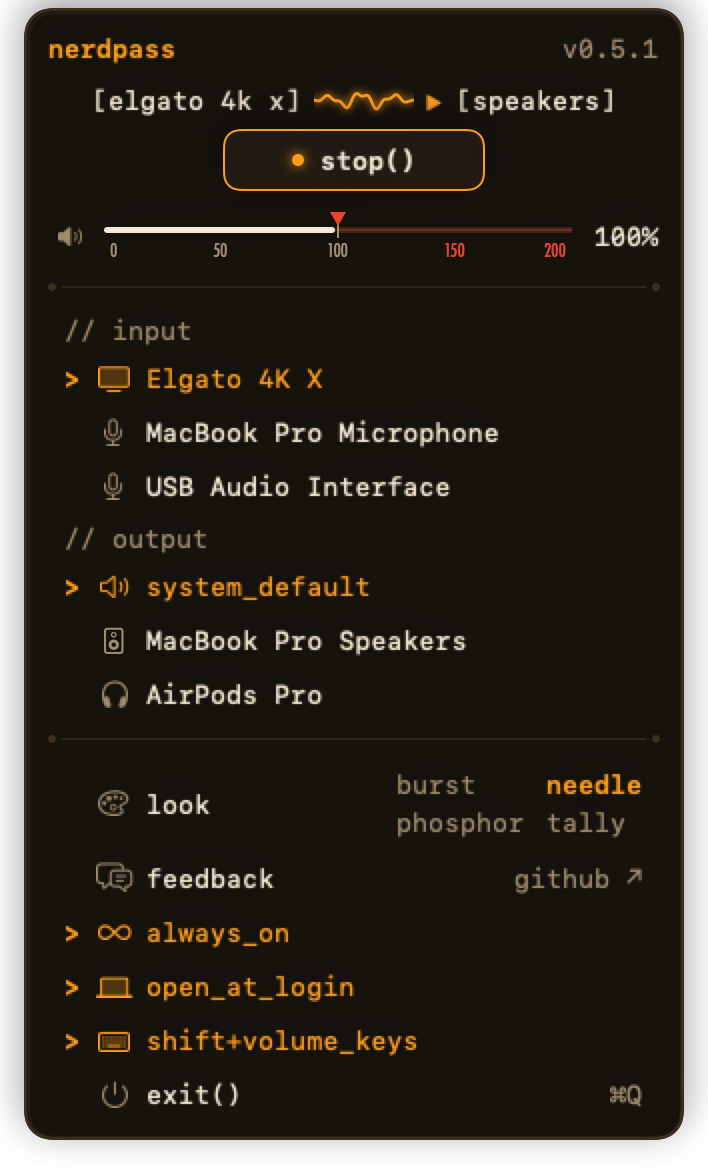 nerdpass v0.5.1
[elgato 4k x] [speakers]
stop()
0 50 100 150 200 100%
// input
> Elgato 4K X
MacBook Pro Microphone
USB Audio Interface
// output
> system_default
MacBook Pro Speakers
AirPods Pro
look burst needle
phosphor tally
feedback github ↗
> always_on
> open_at_login
> shift+volume_keys
exit() ⌘Q